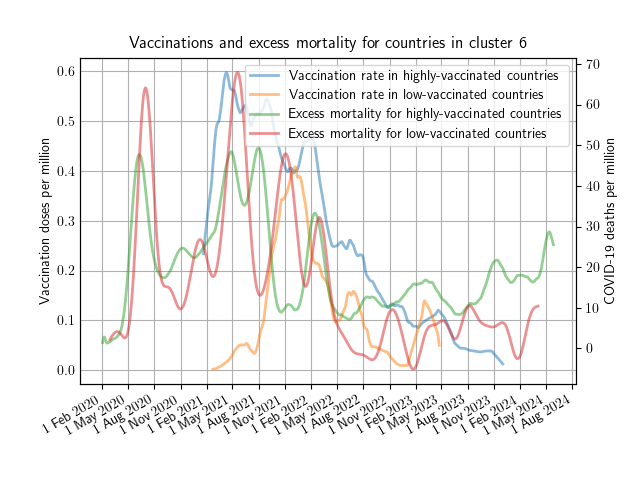 Vaccinations and excess mortality for countries in cluster 6
Vaccination rate in highly-vaccinated countries
Vaccination rate in low-vaccinated countries
Excess mortality for highly-vaccinated countries
Excess mortality for low-vaccinated countries
Vaccination doses per million
0.6
0.5
0.4
0.3
0.2
0.1
0.0
COVID-19 deaths per million
70
60
50
40
30
20
10
0
1 Feb 2020
1 May 2020
1 Aug 2020
1 Nov 2020
1 Feb 2021
1 May 2021
1 Aug 2021
1 Nov 2021
1 Feb 2022
1 May 2022
1 Aug 2022
1 Nov 2022
1 Feb 2023
1 May 2023
1 Aug 2023
1 Nov 2023
1 Feb 2024
1 May 2024
1 Aug 2024